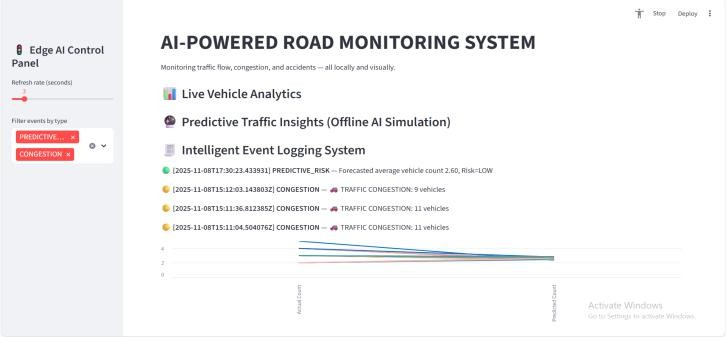 Stop Deploy
Edge AI Control
Panel
Refresh rate (seconds)
3
Filter events by type
PREDICTIVE... ×
CONGESTION ×
AI-POWERED ROAD MONITORING SYSTEM
Monitoring traffic flow, congestion, and accidents — all locally and visually.
Live Vehicle Analytics
Predictive Traffic Insights (Offline AI Simulation)
Intelligent Event Logging System
[2025-11-08T17:30:23.433931] PREDICTIVE_RISK — Forecasted average vehicle count 2.60, Risk=LOW
[2025-11-08T15:12:03.143803Z] CONGESTION — 🚗 TRAFFIC CONGESTION: 9 vehicles
[2025-11-08T15:11:36.812385Z] CONGESTION — 🚗 TRAFFIC CONGESTION: 11 vehicles
[2025-11-08T15:11:04.504076Z] CONGESTION — 🚗 TRAFFIC CONGESTION: 11 vehicles
4
2
0
Actual Count
Predicted Count
Activate Windows
Go to Settings to activate Windows.